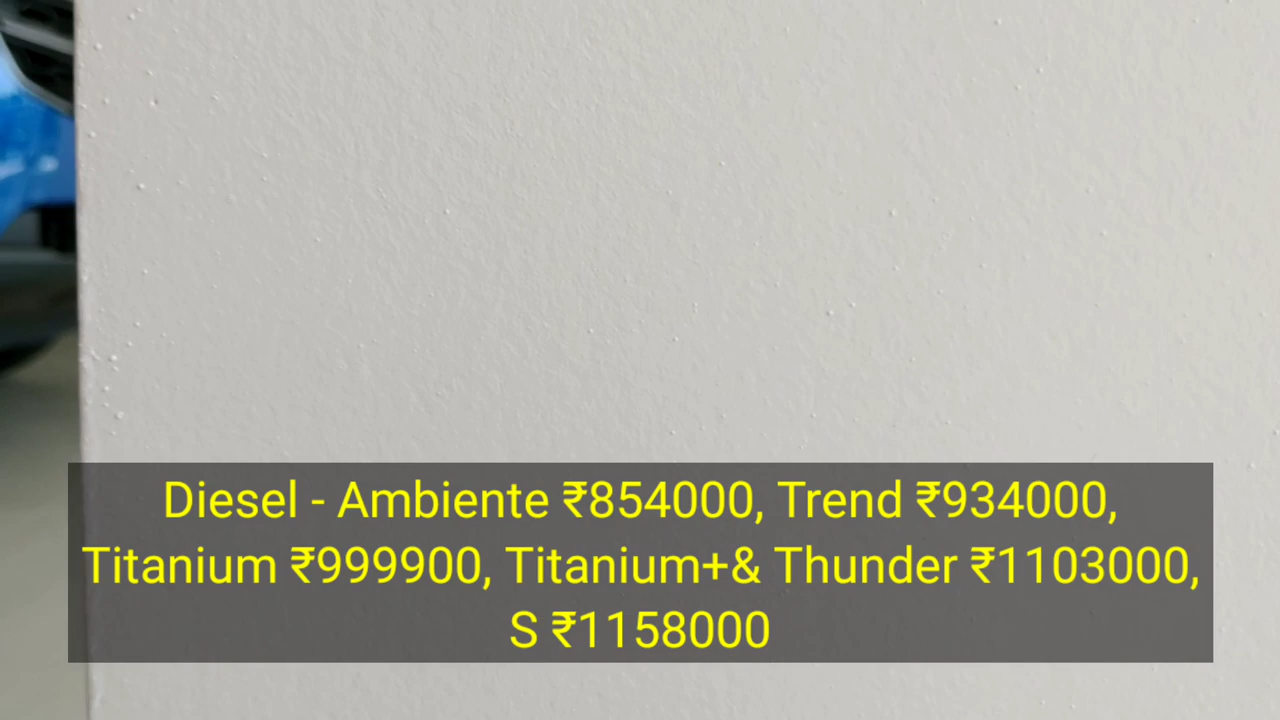 Diesel - Ambiente ₹854000, Trend ₹934000,
Titanium ₹999900, Titanium+& Thunder ₹1103000,
S ₹1158000